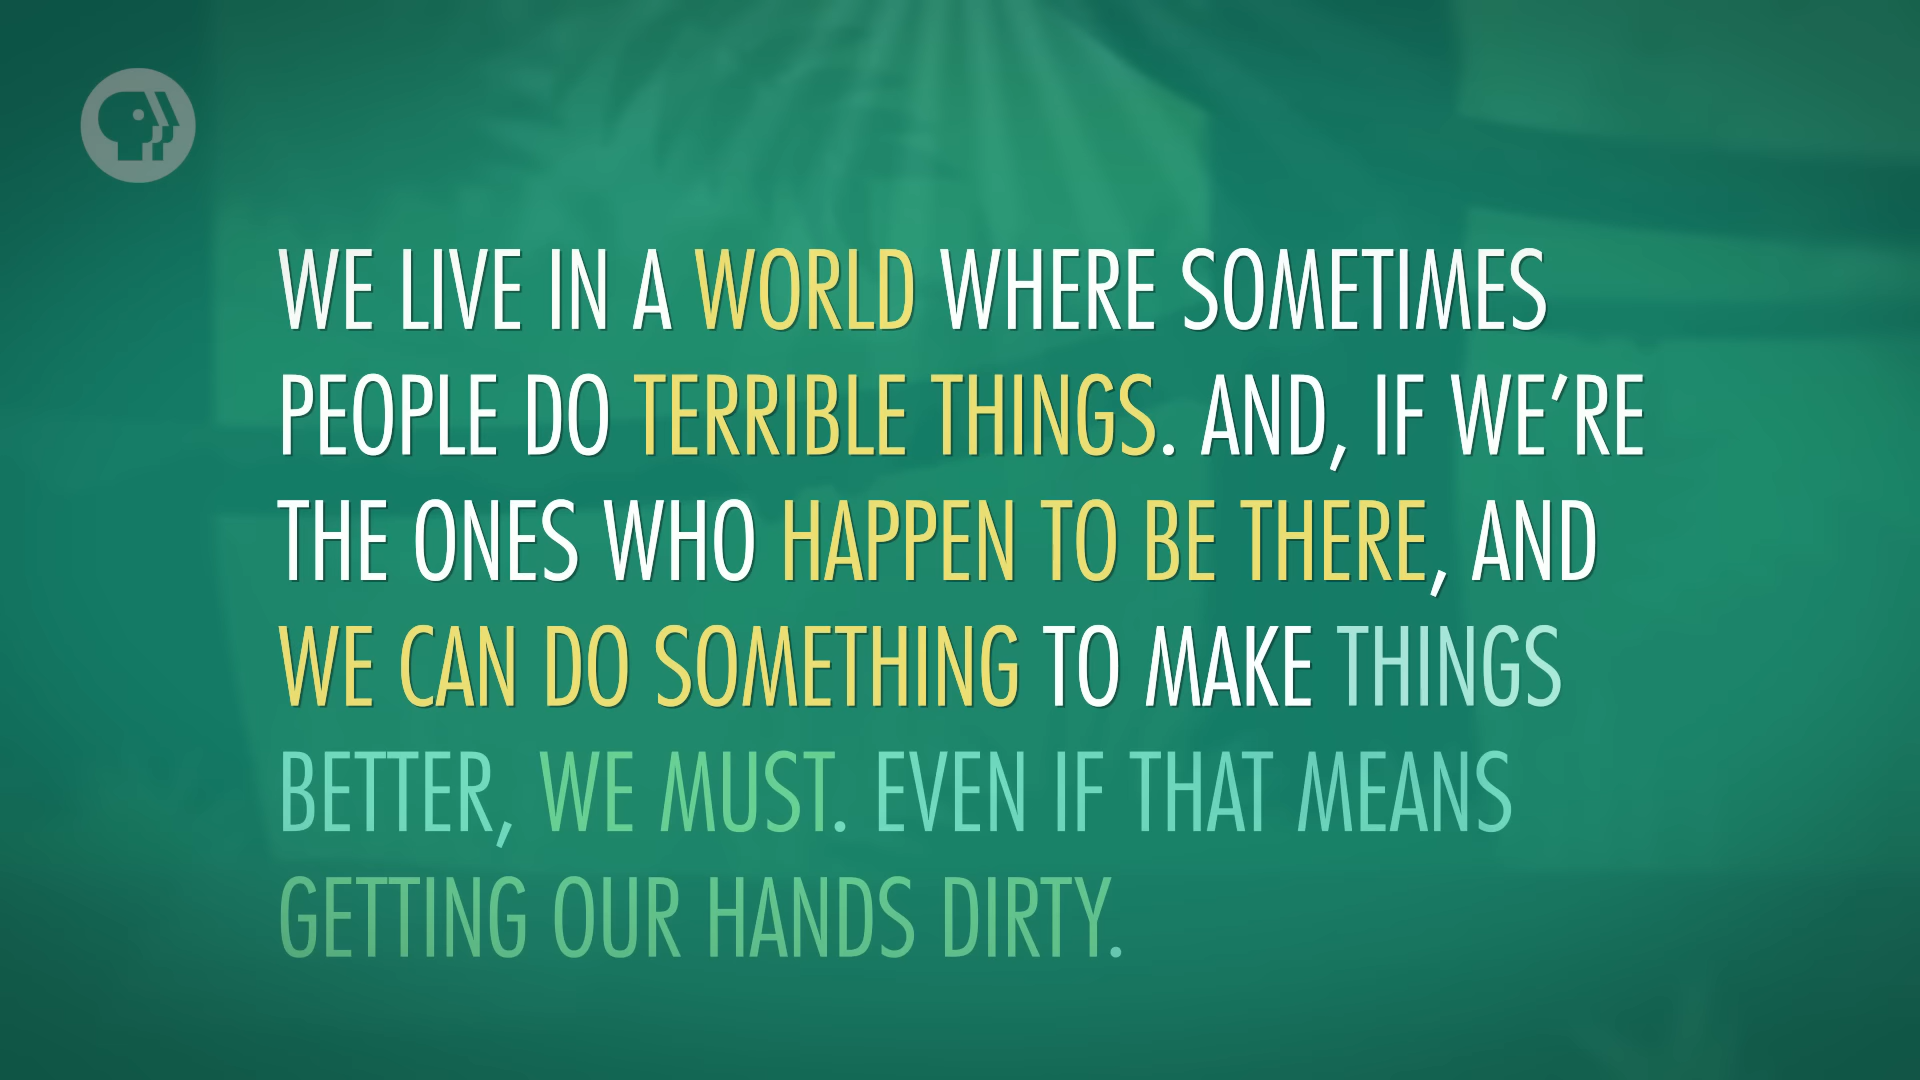 WE LIVE IN A WORLD WHERE SOMETIMES
PEOPLE DO TERRIBLE THINGS. AND, IF WE’RE
THE ONES WHO HAPPEN TO BE THERE, AND
WE CAN DO SOMETHING TO MAKE THINGS
BETTER, WE MUST. EVEN IF THAT MEANS
GETTING OUR HANDS DIRTY.